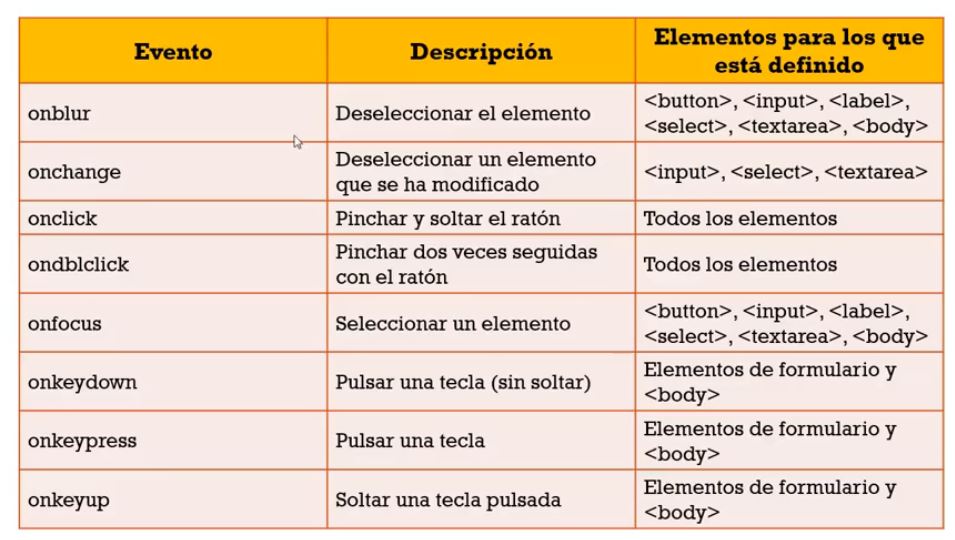 Evento
Descripción
Elementos para los que
está definido
onblur
Deseleccionar el elemento
<button>, <input>, <label>,
<select>, <textarea>, <body>
onchange
Deseleccionar un elemento
que se ha modificado
<input>, <select>, <textarea>
onclick
Pinchar y soltar el ratón
Todos los elementos
ondblclick
Pinchar dos veces seguidas
con el ratón
Todos los elementos
onfocus
Seleccionar un elemento
<button>, <input>, <label>,
<select>, <textarea>, <body>
onkeydown
Pulsar una tecla (sin soltar)
Elementos de formulario y
<body>
onkeypress
Pulsar una tecla
Elementos de formulario y
<body>
onkeyup
Soltar una tecla pulsada
Elementos de formulario y
<body>